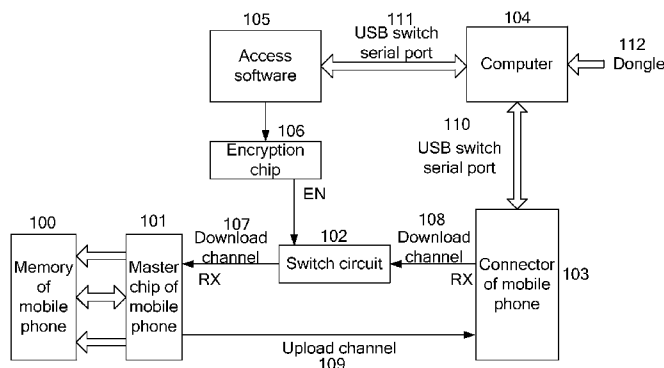 105
Access
software
111
USB switch
serial port
104
Computer
112
Dongle
106
Encryption
chip
EN
110
USB switch
serial port
100
Memory
of
mobile
phone
101
Master
chip of
mobile
phone
107
Download
channel
RX
102
Switch circuit
108
Download
channel
RX
Connector
of mobile
phone
103
Upload channel
109